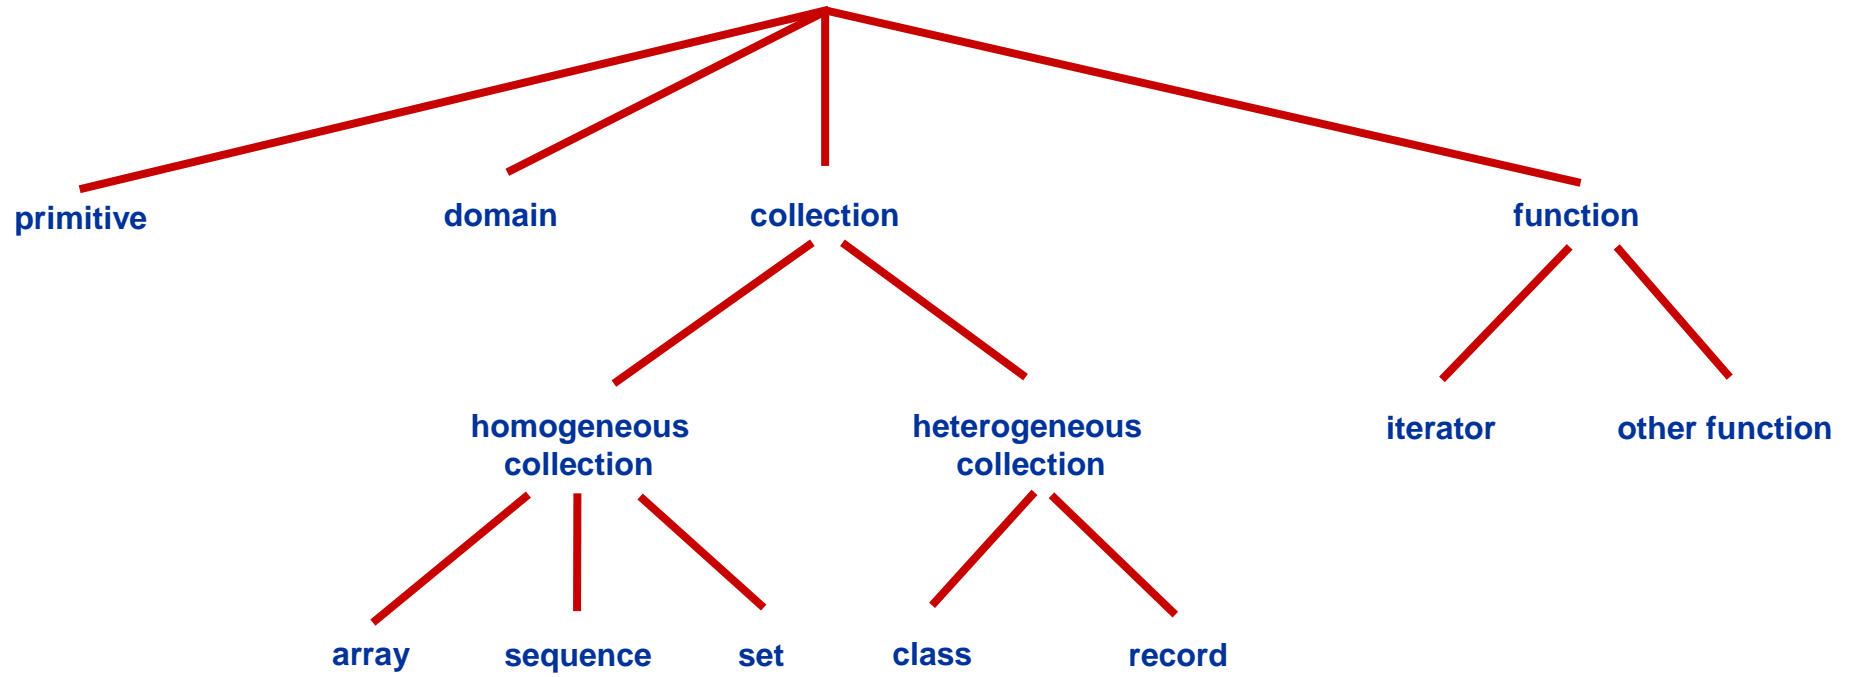 primitive
domain
collection
function
homogeneous
collection
heterogeneous
collection
iterator
other function
array
sequence
set
class
record